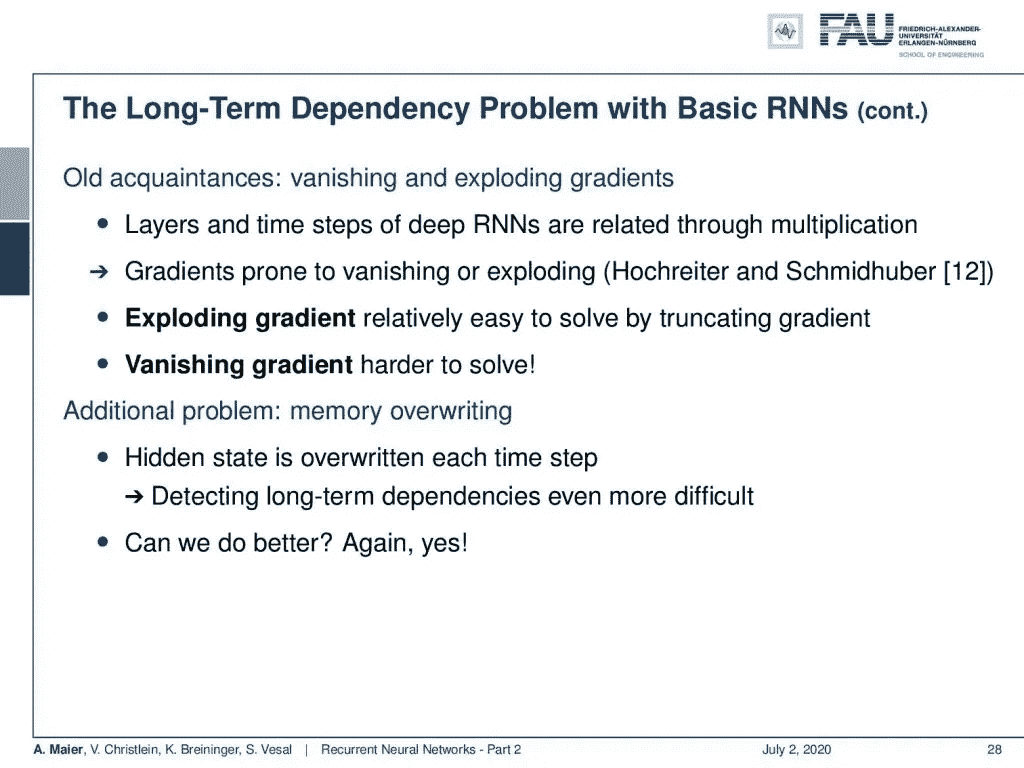 FAU
FRIEDRICH-ALEXANDER-
UNIVERSITÄT
ERLANGEN-NÜRNBERG
SCHOOL OF ENGINEERING
The Long-Term Dependency Problem with Basic RNNs (cont.)
Old acquaintances: vanishing and exploding gradients
• Layers and time steps of deep RNNs are related through multiplication
➔ Gradients prone to vanishing or exploding (Hochreiter and Schmidhuber [12])
• Exploding gradient relatively easy to solve by truncating gradient
• Vanishing gradient harder to solve!
Additional problem: memory overwriting
• Hidden state is overwritten each time step
➔ Detecting long-term dependencies even more difficult
• Can we do better? Again, yes!
A. Maier, V. Christlein, K. Breininger, S. Vesal | Recurrent Neural Networks - Part 2 July 2, 2020 28